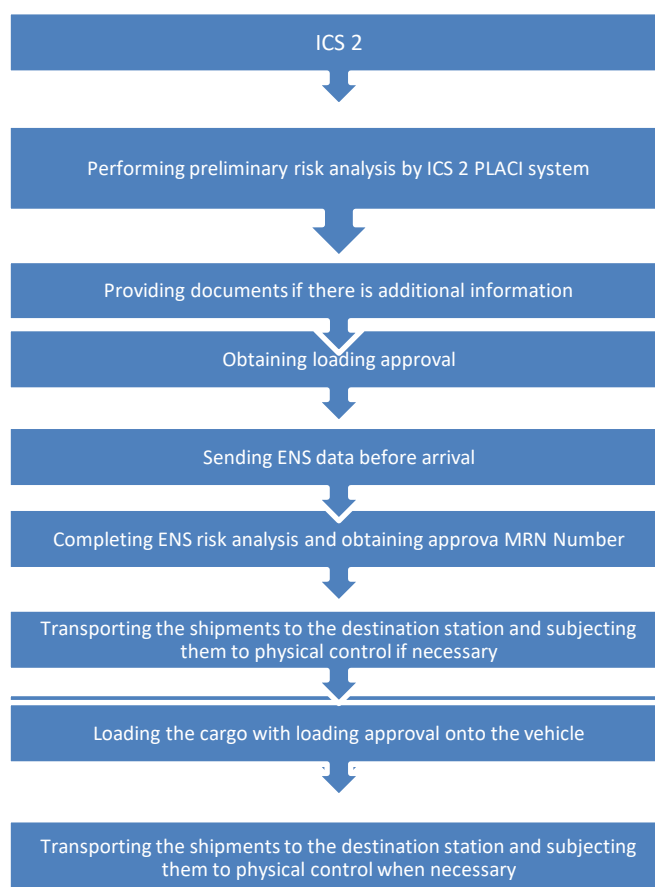 ICS 2
Performing preliminary risk analysis by ICS 2 PLACI system
Providing documents if there is additional information
Obtaining loading approval
Sending ENS data before arrival
Completing ENS risk analysis and obtaining approva MRN Number
Transporting the shipments to the destination station and subjecting
them to physical control if necessary
Loading the cargo with loading approval onto the vehicle
Transporting the shipments to the destination station and subjecting
them to physical control when necessary